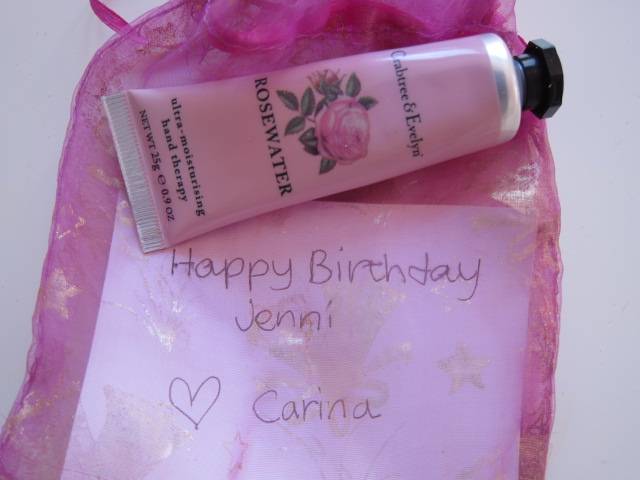 Crabtree & Evelyn
ROSEWATER
ultra-moisturising
hand therapy
NET WT 25g e 0.9 OZ
Happy Birthday
Jenni
♡ Carina